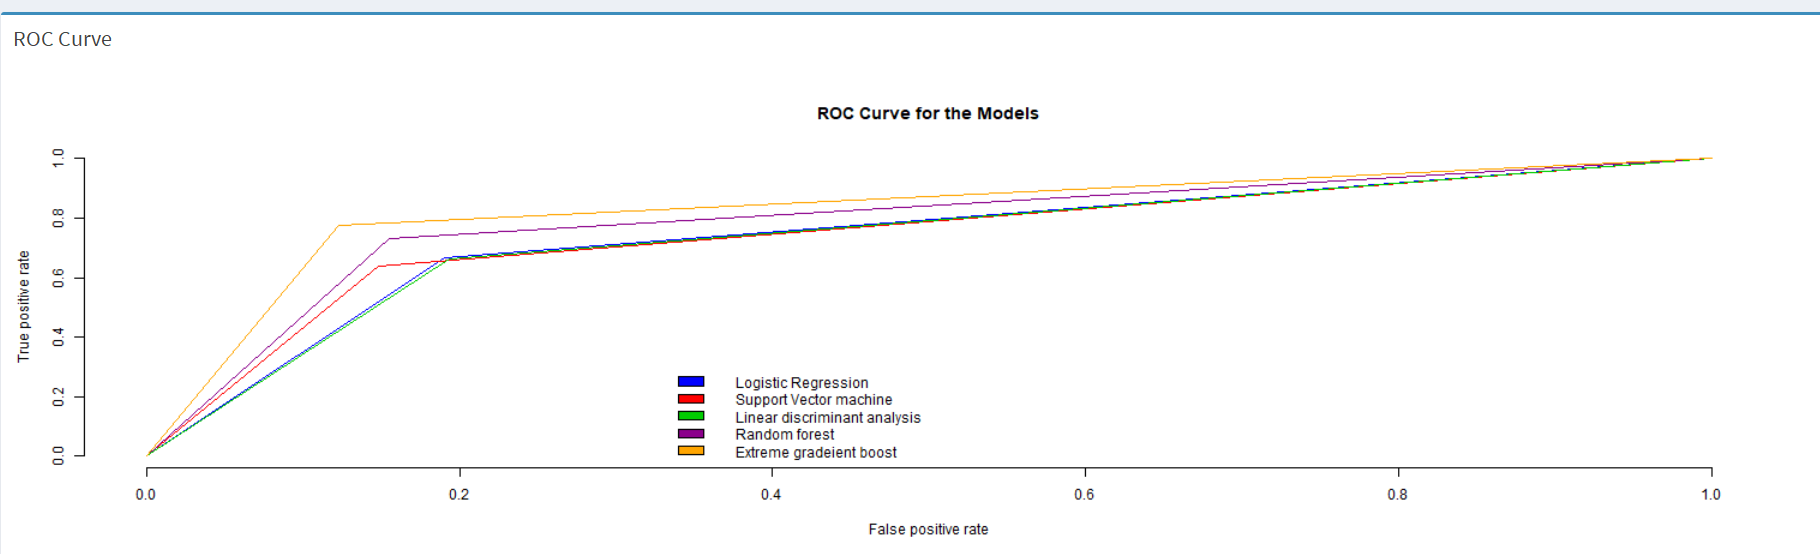 ROC Curve
ROC Curve for the Models
True positive rate
1.0
0.8
0.6
0.4
0.2
0.0
Logistic Regression
Support Vector machine
Linear discriminant analysis
Random forest
Extreme gradeient boost
0.0 0.2 0.4 0.6 0.8 1.0
False positive rate